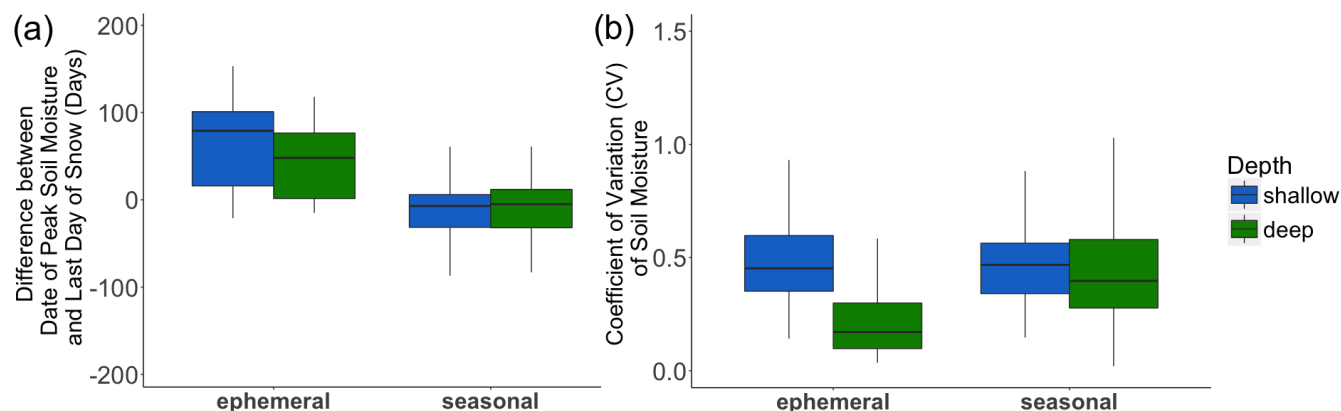 (a)
Difference between
Date of Peak Soil Moisture
and Last Day of Snow (Days)
200
100
0
-100
-200
ephemeral
seasonal
(b)
Coefficient of Variation (CV)
of Soil Moisture
1.5
1.0
0.5
0.0
ephemeral
seasonal
Depth
shallow
deep